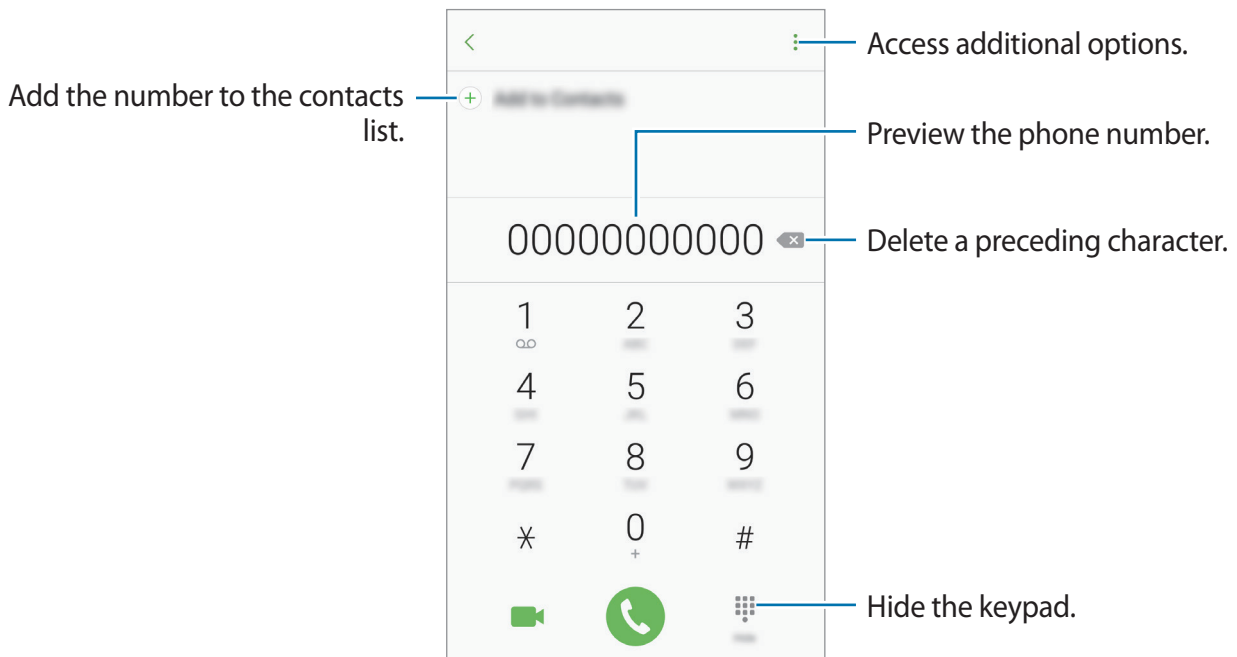 Access additional options.
Add the number to the contacts
list.
Preview the phone number.
00000000000
Delete a preceding character.
1 2 3
4 5 6
7 8 9
* 0 #
+
Hide the keypad.